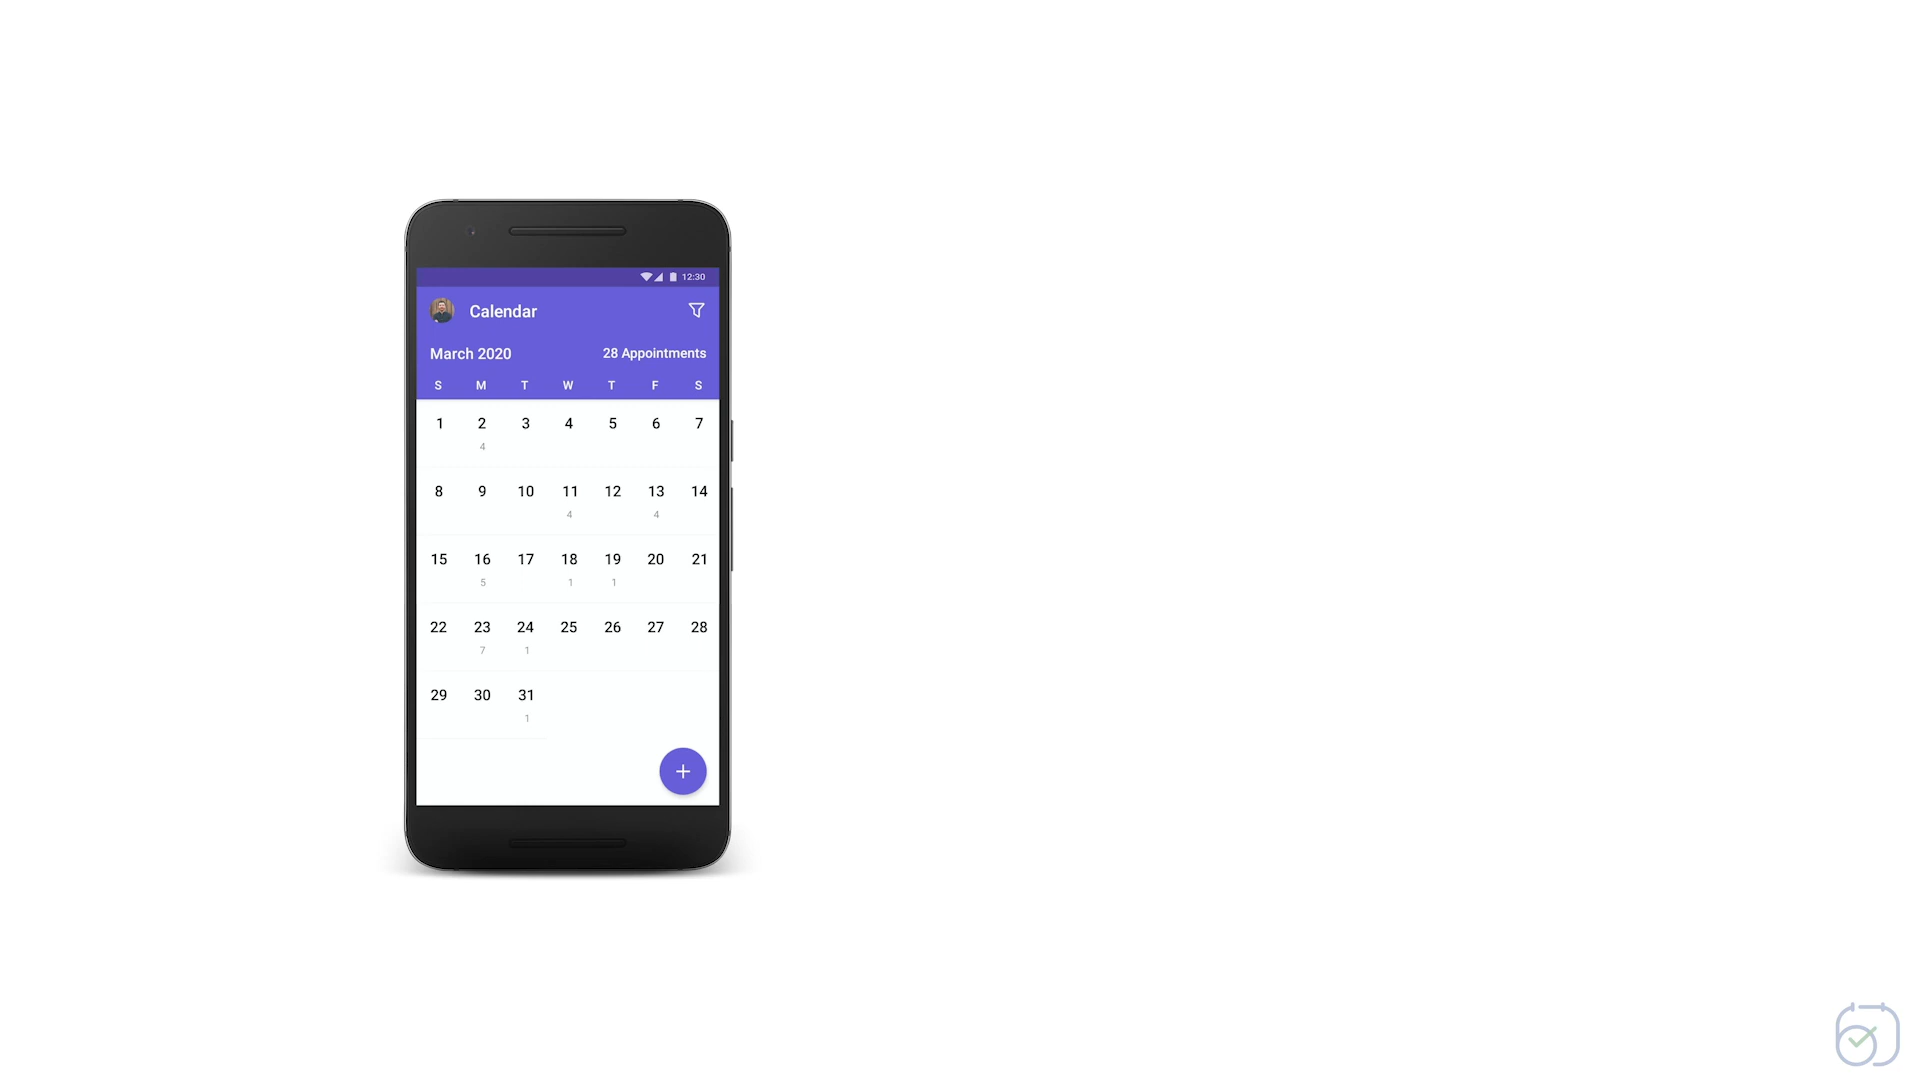 12:30
Calendar
March 2020 28 Appointments
S M T W T F S
1 2 3 4 5 6 7
4
8 9 10 11 12 13 14
4 4
15 16 17 18 19 20 21
5 1 1
22 23 24 25 26 27 28
7 1
29 30 31
1
+